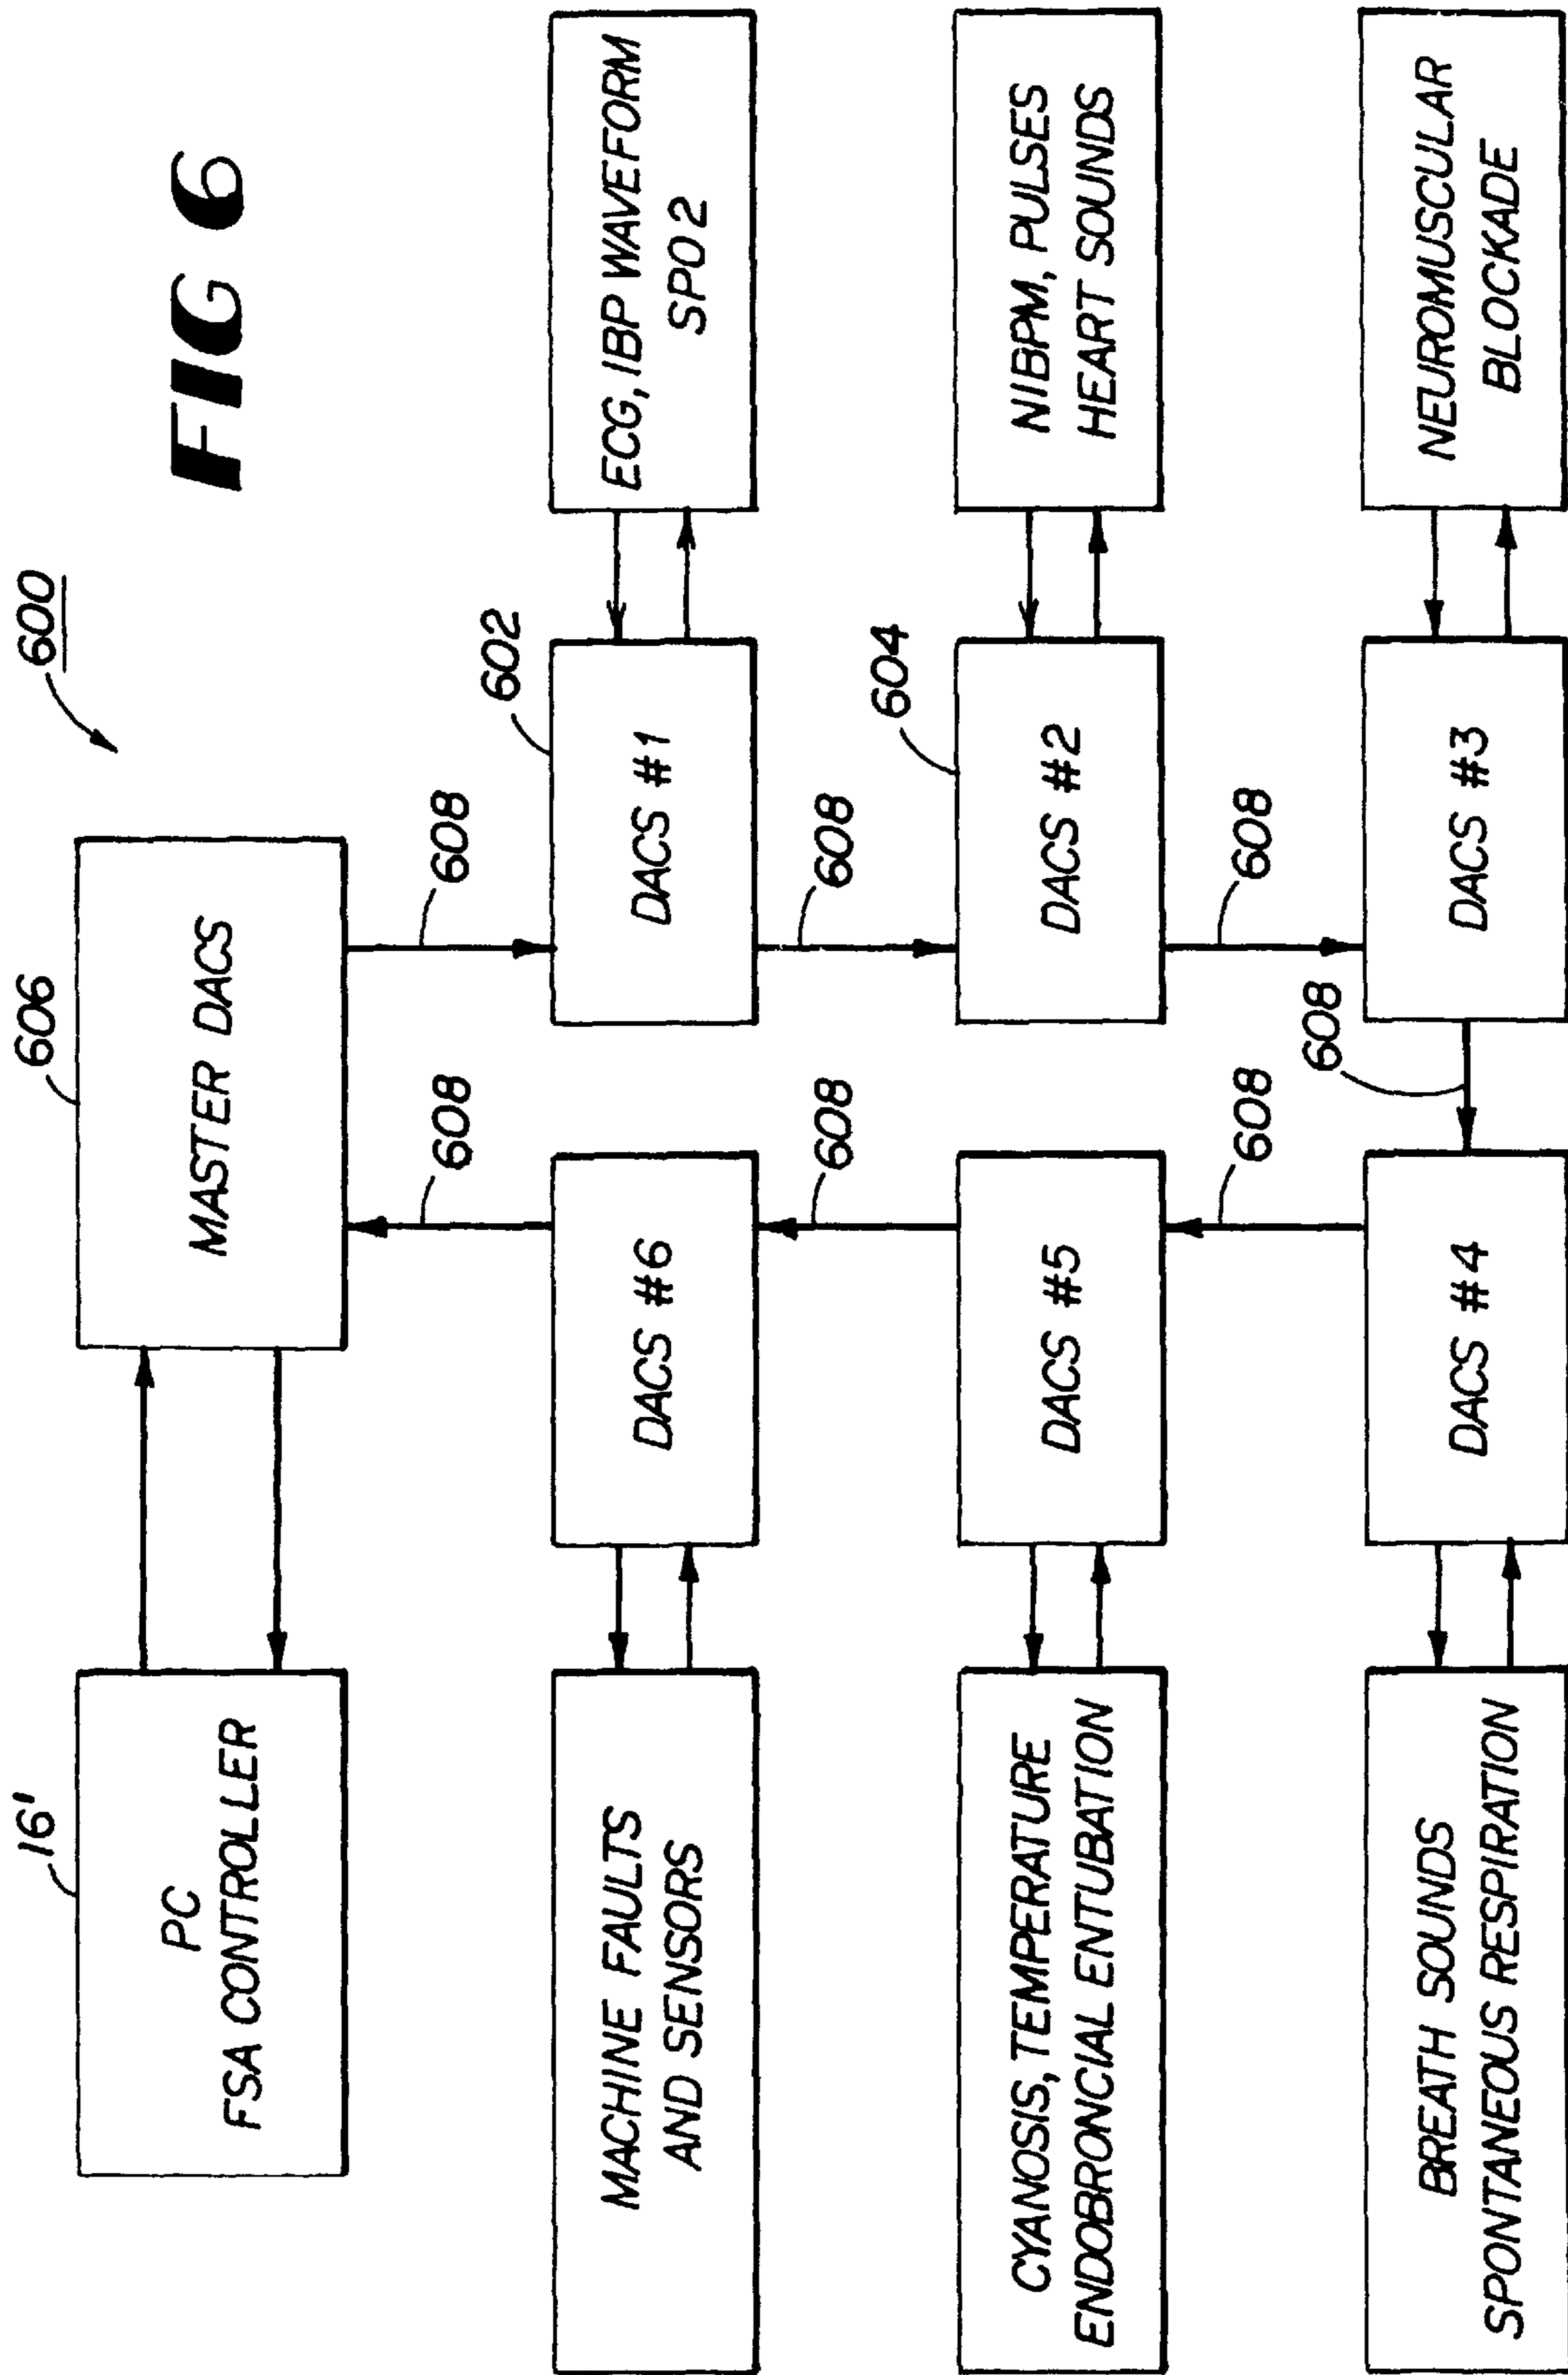 FIG 6
600
16'
606
PC
FSA CONTROLLER
MASTER DACS
608
608
602
MACHINE FAULTS
AND SENSORS
DACS #6
DACS #1
ECG, IBP WAVEFORM
SPO2
608
608
604
CYANOSIS, TEMPERATURE
ENDOBRONCIAL ENTUBATION
DACS #5
DACS #2
NIBPM, PULSES
HEART SOUNDS
608
608
608
BREATH SOUNDS
SPONTANEOUS RESPIRATION
DACS #4
DACS #3
NEUROMUSCULAR
BLOCKADE